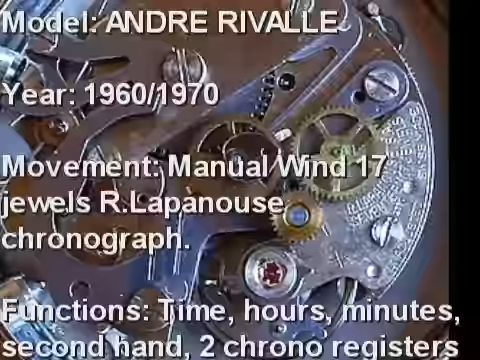 Model: ANDRE RIVALLE
Year: 1960/1970
Movement: Manual Wind 17
jewels R.Lapanouse
chronograph.
Functions: Time, hours, minutes,
second hand, 2 chrono registers